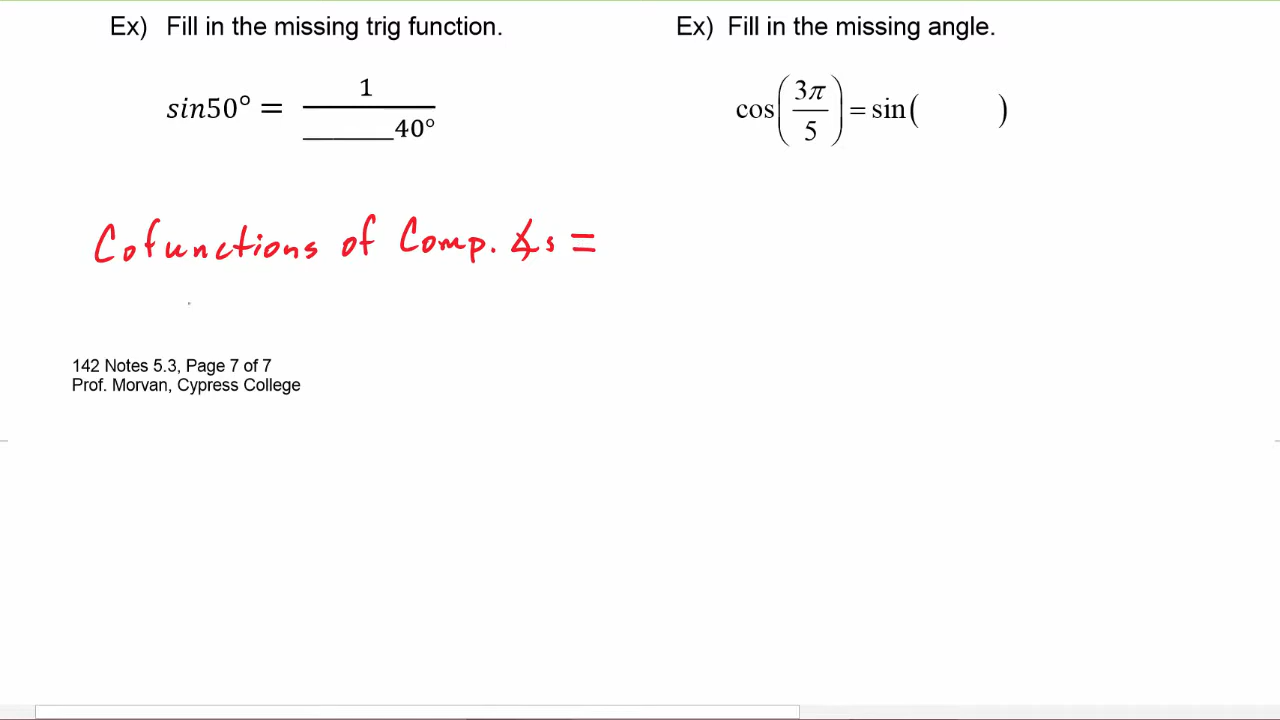 Ex) Fill in the missing trig function.
sin50° = 1 / ______40°
Ex) Fill in the missing angle.
cos(3π/5) = sin( )
Cofunctions of Comp. ∡s =
142 Notes 5.3, Page 7 of 7
Prof. Morvan, Cypress College